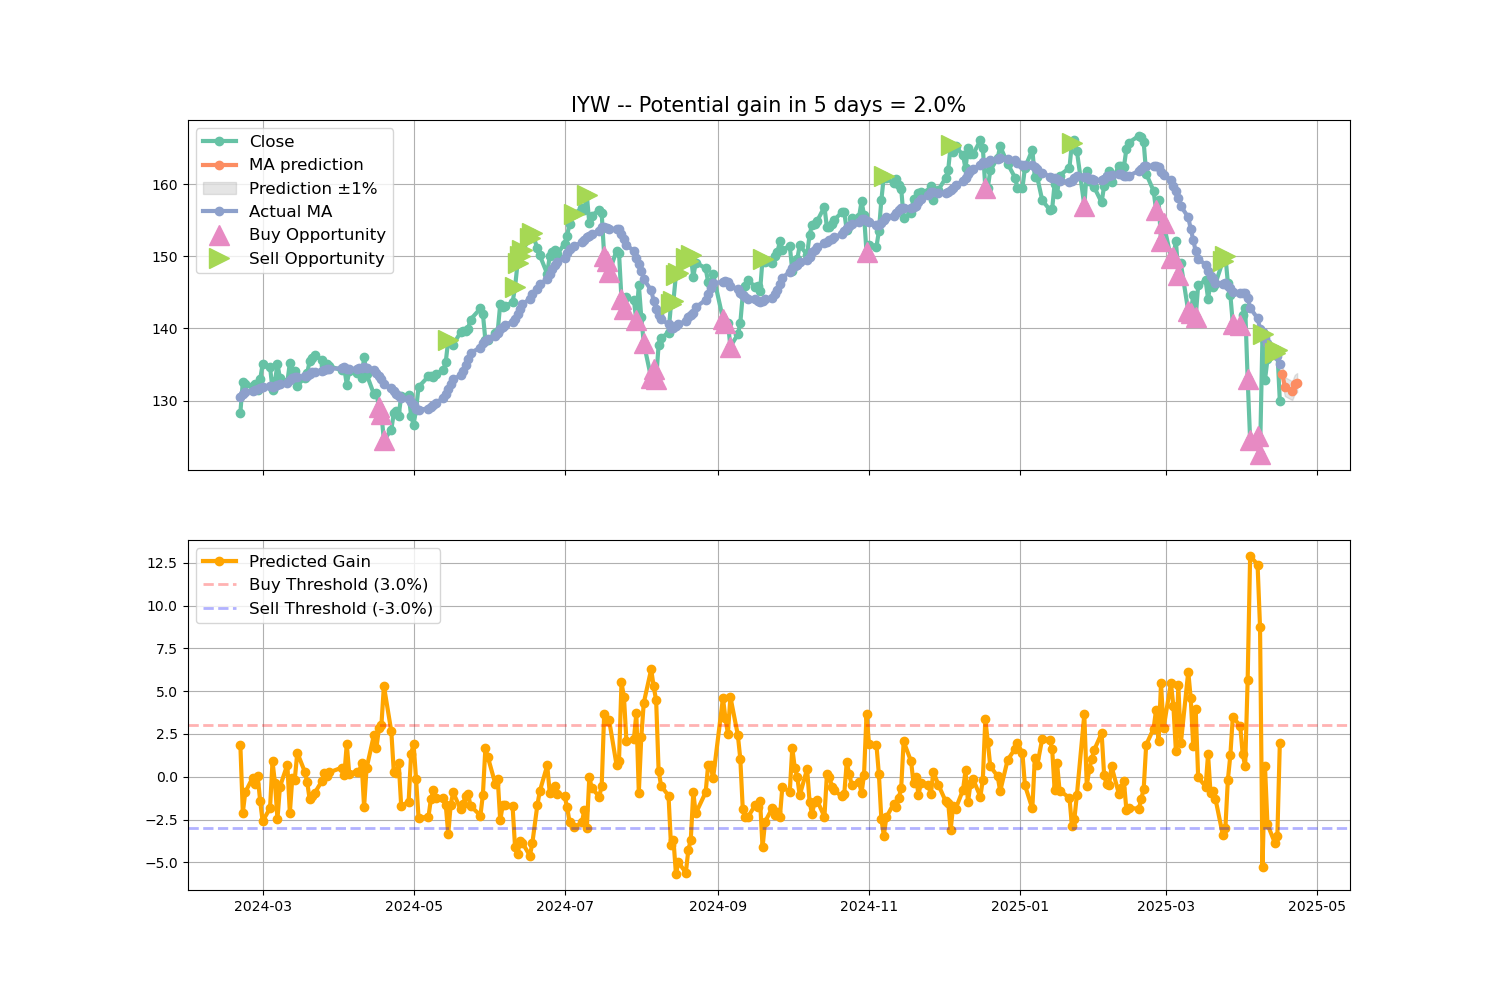 IYW -- Potential gain in 5 days = 2.0%
Close
MA prediction
Prediction ±1%
Actual MA
Buy Opportunity
Sell Opportunity
160
150
140
130
Predicted Gain
Buy Threshold (3.0%)
Sell Threshold (-3.0%)
12.5
10.0
7.5
5.0
2.5
0.0
−2.5
−5.0
2024-03 2024-05 2024-07 2024-09 2024-11 2025-01 2025-03 2025-05